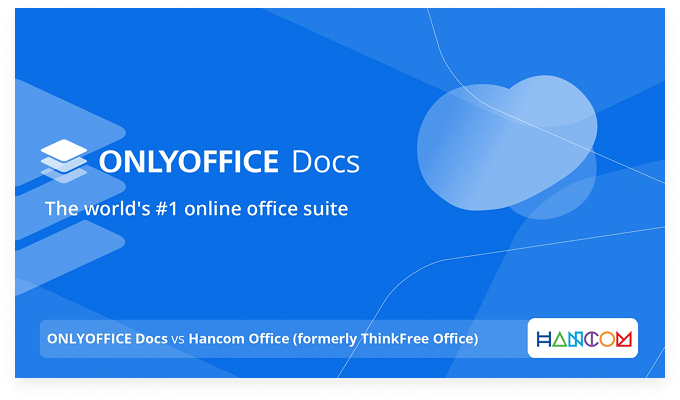 ONLYOFFICE Docs
The world's #1 online office suite
ONLYOFFICE Docs vs Hancom Office (formerly ThinkFree Office)
HANCOM